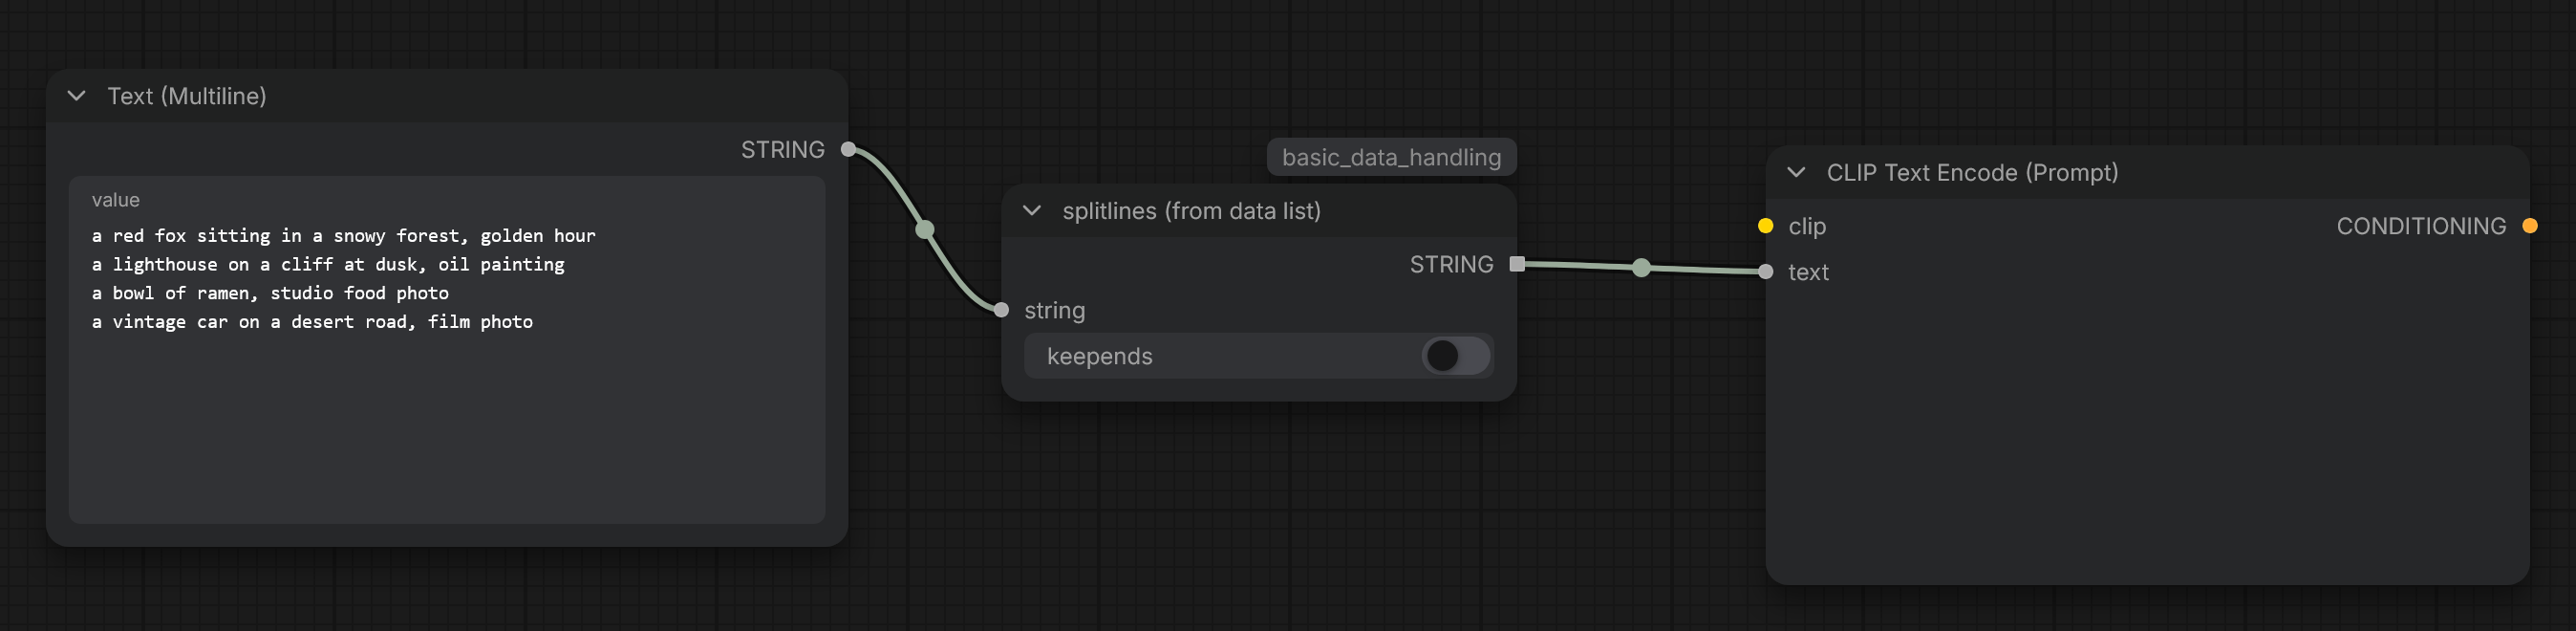 Text (Multiline)
STRING
value
a red fox sitting in a snowy forest, golden hour
a lighthouse on a cliff at dusk, oil painting
a bowl of ramen, studio food photo
a vintage car on a desert road, film photo
basic_data_handling
splitlines (from data list)
STRING
string
keepends
CLIP Text Encode (Prompt)
clip
CONDITIONING
text